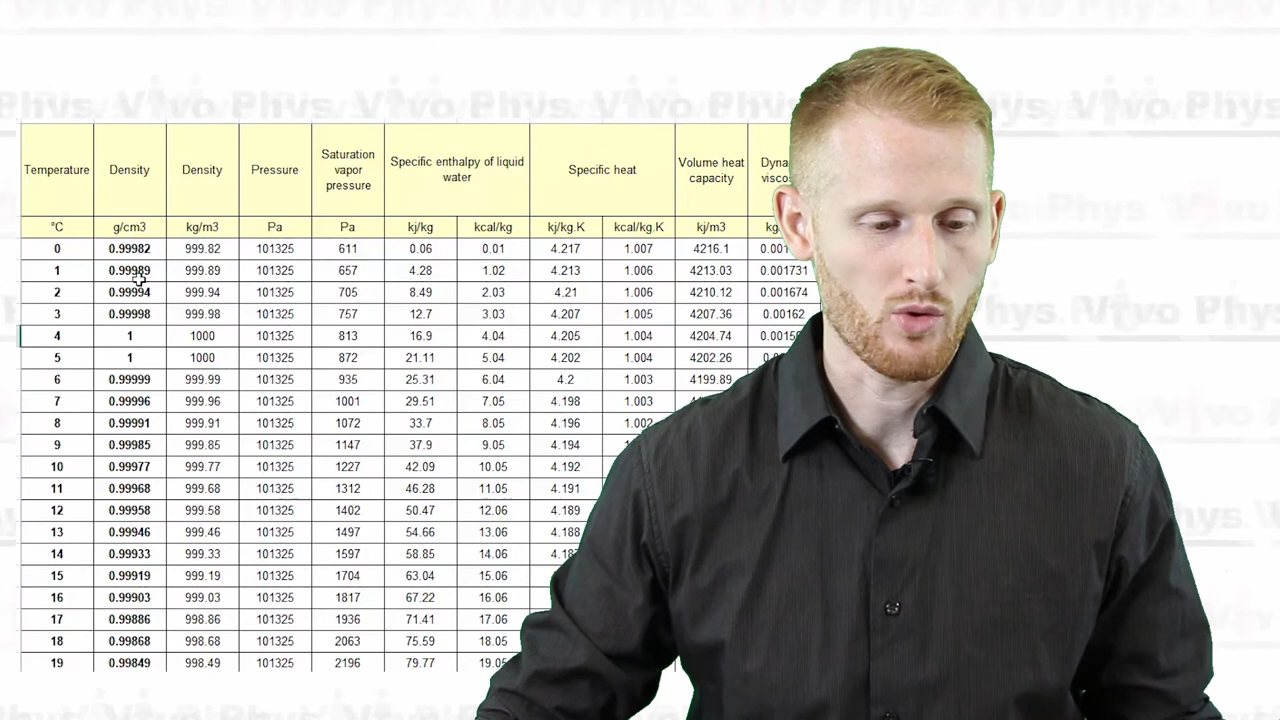 Vivo Phys. Vivo Phys.
Temperature Density Density Pressure Saturation vapor pressure Specific enthalpy of liquid water Specific heat Volume heat capacity
°C g/cm3 kg/m3 Pa Pa kj/kg kcal/kg kj/kg.K kcal/kg.K kj/m3
0 0.99982 999.82 101325 611 0.06 0.01 4.217 1.007 4216.1
1 0.99989 999.89 101325 657 4.28 1.02 4.213 1.006 4213.03 0.001731
2 0.99994 999.94 101325 705 8.49 2.03 4.21 1.006 4210.12 0.001674
3 0.99998 999.98 101325 757 12.7 3.03 4.207 1.005 4207.36 0.00162
4 1 1000 101325 813 16.9 4.04 4.205 1.004 4204.74
5 1 1000 101325 872 21.11 5.04 4.202 1.004 4202.26
6 0.99999 999.99 101325 935 25.31 6.04 4.2 1.003 4199.89
7 0.99996 999.96 101325 1001 29.51 7.05 4.198 1.003
8 0.99991 999.91 101325 1072 33.7 8.05 4.196 1.002
9 0.99985 999.85 101325 1147 37.9 9.05 4.194
10 0.99977 999.77 101325 1227 42.09 10.05 4.192
11 0.99968 999.68 101325 1312 46.28 11.05 4.191
12 0.99958 999.58 101325 1402 50.47 12.06 4.189
13 0.99946 999.46 101325 1497 54.66 13.06 4.188
14 0.99933 999.33 101325 1597 58.85 14.06
15 0.99919 999.19 101325 1704 63.04 15.06
16 0.99903 999.03 101325 1817 67.22 16.06
17 0.99886 998.86 101325 1936 71.41 17.06
18 0.99868 998.68 101325 2063 75.59 18.05
19 0.99849 998.49 101325 2196 79.77